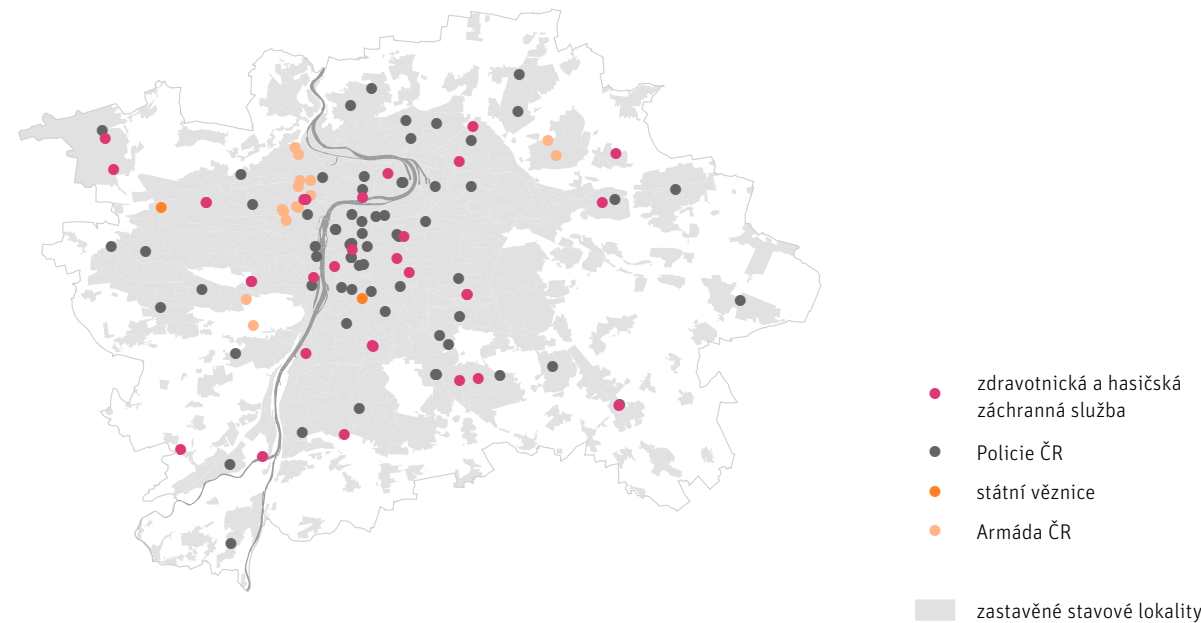 zdravotnická a hasičská
záchranná služba
Policie ČR
státní věznice
Armáda ČR
zastavěné stavové lokality